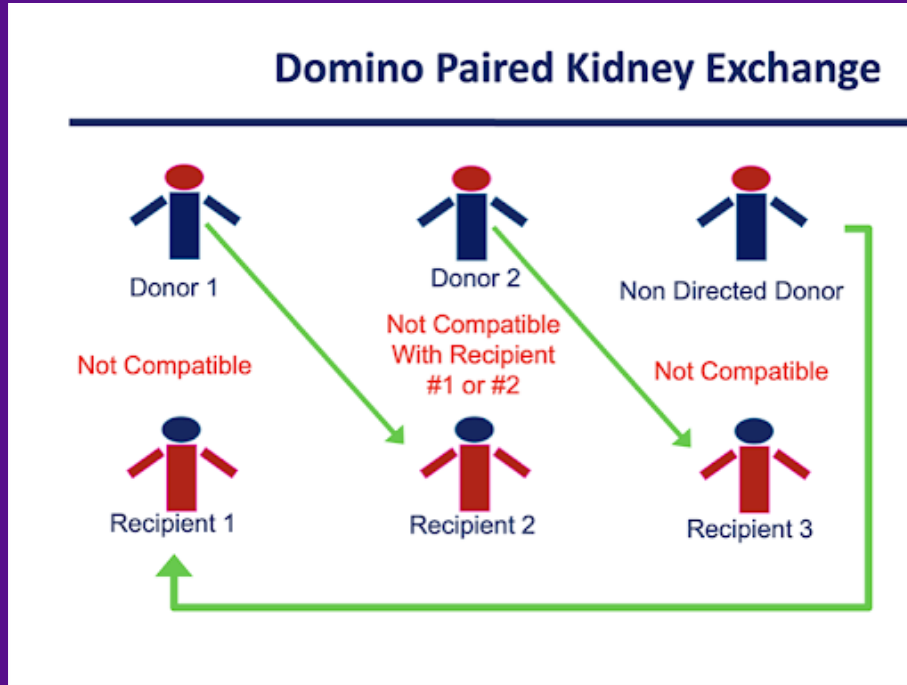 Domino Paired Kidney Exchange
Donor 1
Donor 2
Non Directed Donor
Not Compatible
Not Compatible
With Recipient
#1 or #2
Not Compatible
Recipient 1
Recipient 2
Recipient 3